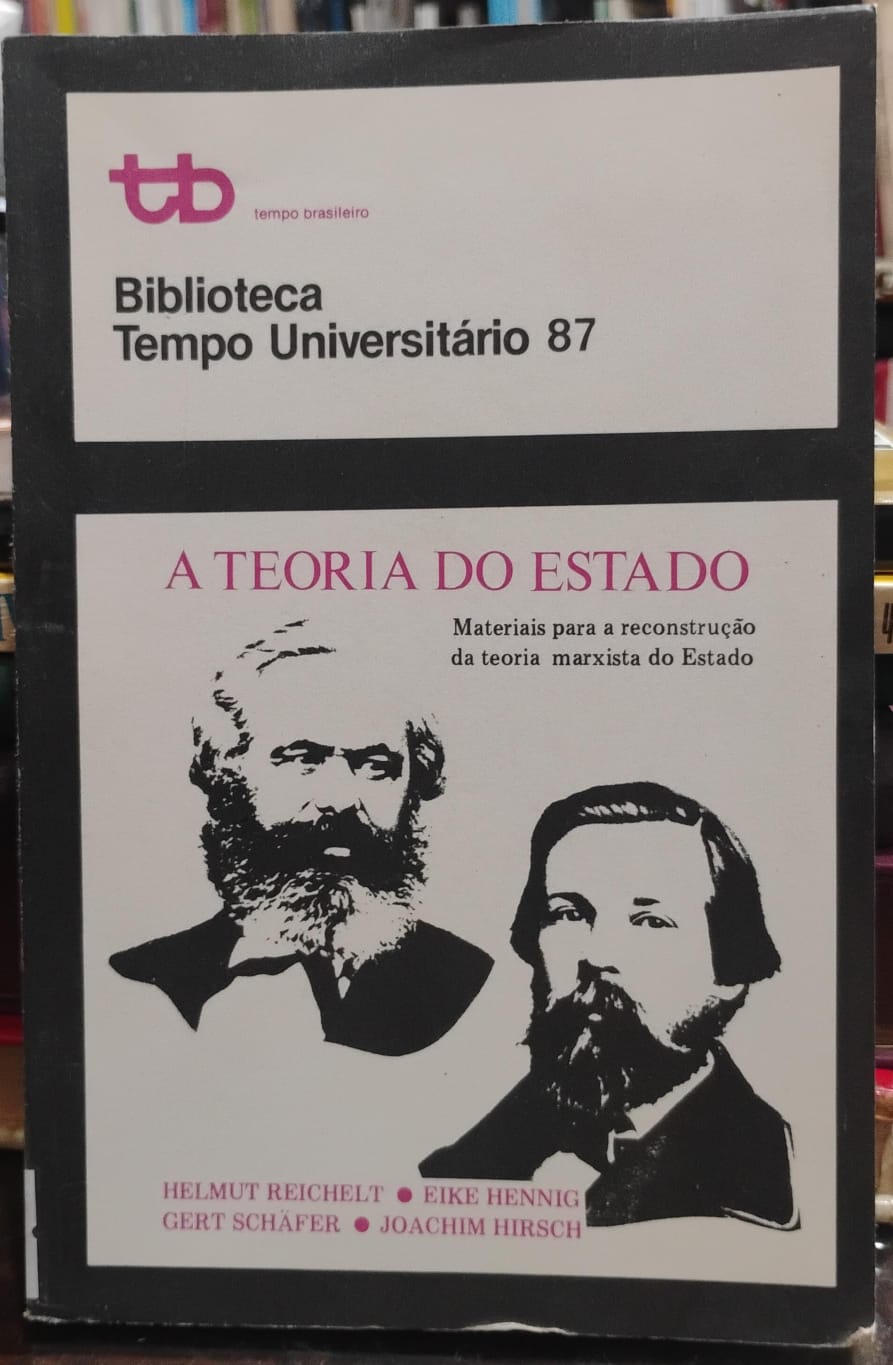 tb
tempo brasileiro
Biblioteca
Tempo Universitário 87
A TEORIA DO ESTADO
Materiais para a reconstrução
da teoria marxista do Estado
HELMUT REICHELT ● EIKE HENNIG
GERT SCHÄFER ● JOACHIM HIRSCH